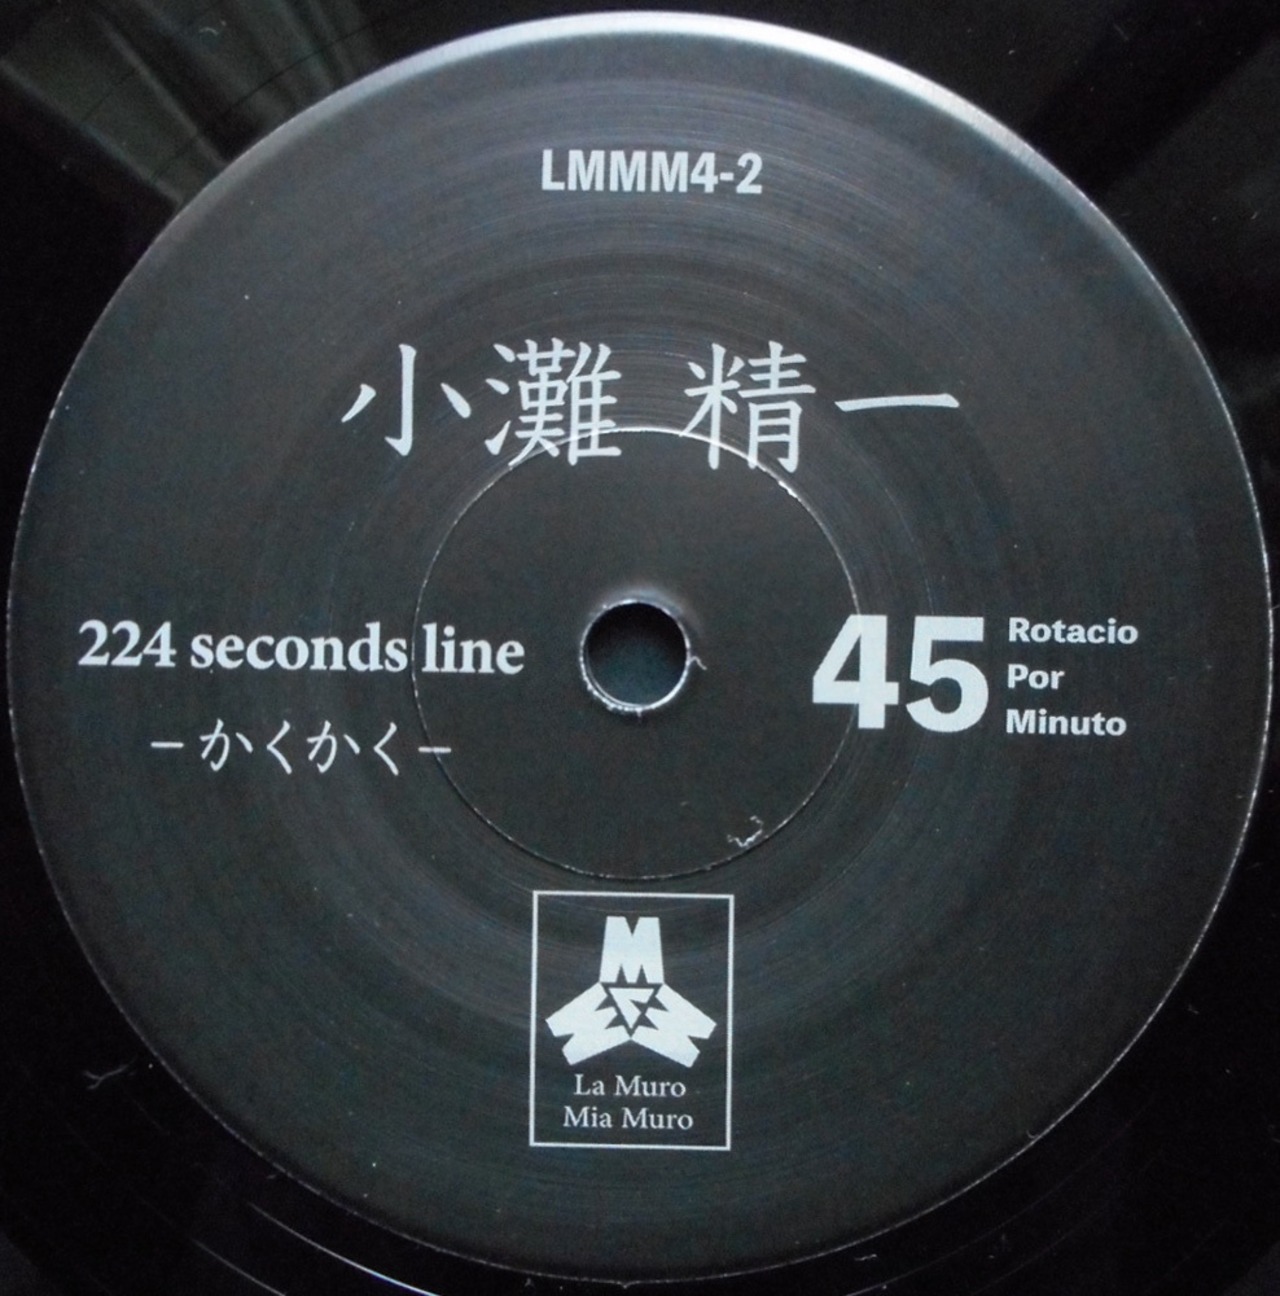 LMMM4-2
小灘 精一
224 seconds line
－かくかく－
45
Rotacio
Por
Minuto
La Muro
Mia Muro